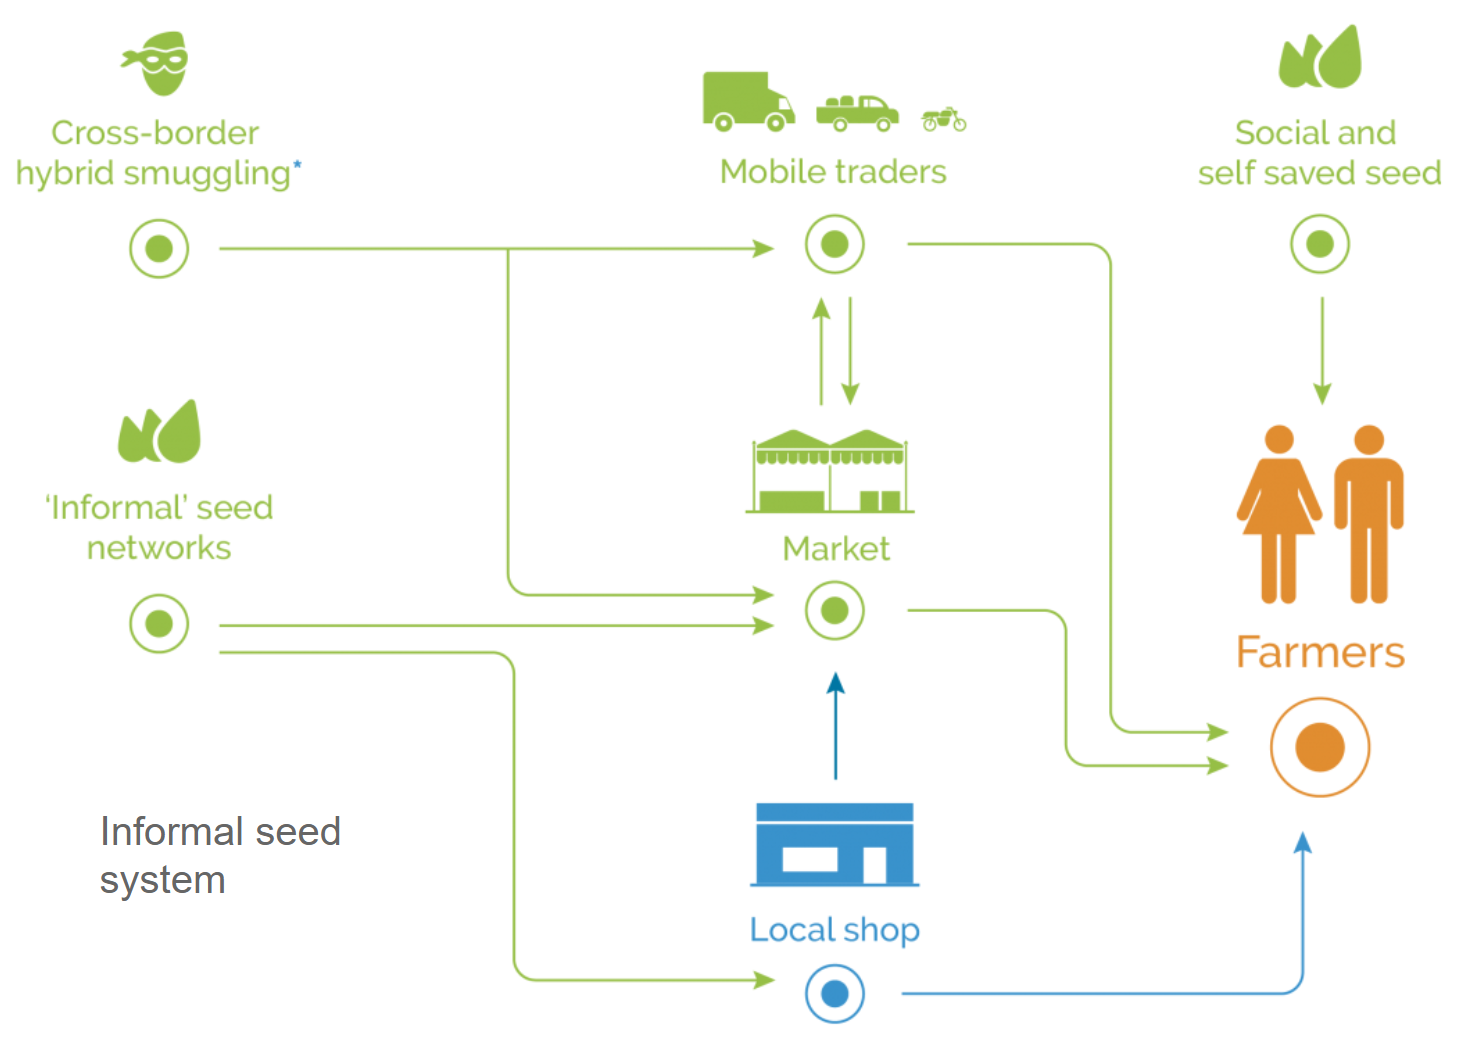 Cross-border
hybrid smuggling*
Mobile traders
Social and
self saved seed
‘Informal’ seed
networks
Market
Farmers
Informal seed
system
Local shop